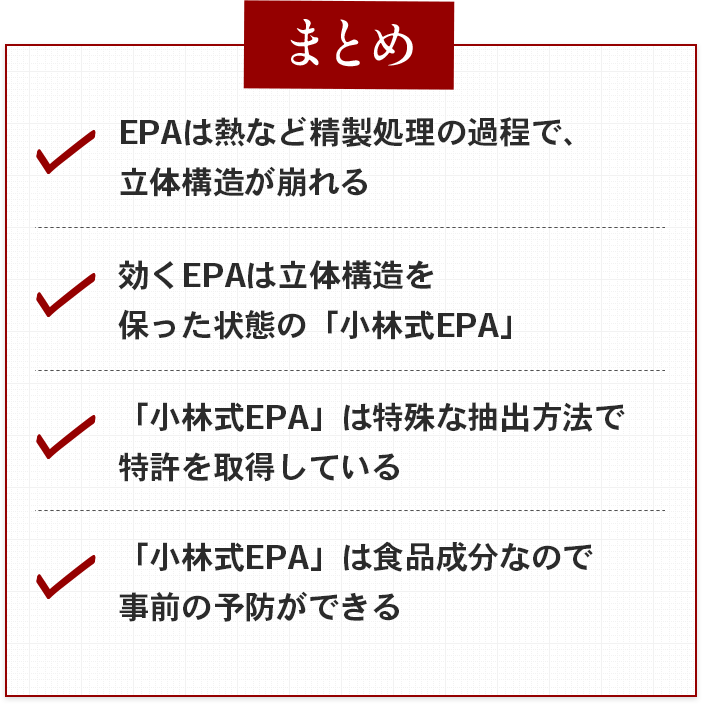 まとめ
EPAは熱など精製処理の過程で、
立体構造が崩れる
効くEPAは立体構造を
保った状態の「小林式EPA」
「小林式EPA」は特殊な抽出方法で
特許を取得している
「小林式EPA」は食品成分なので
事前の予防ができる